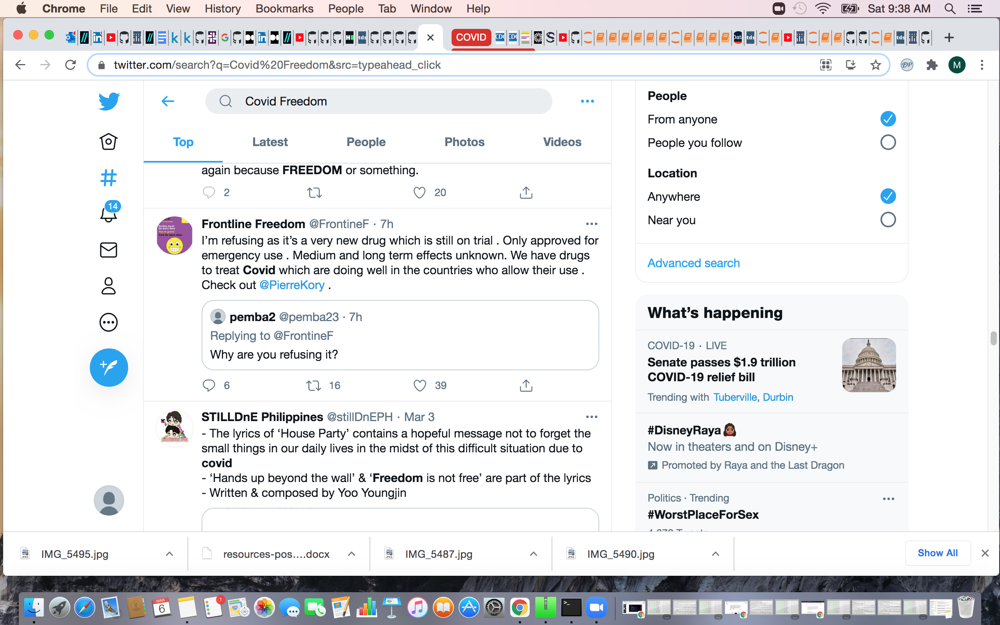 Chrome File Edit View History Bookmarks People Tab Window Help Sat 9:38 AM
COVID
twitter.com/search?q=Covid%20Freedom&src=typeahead_click
M
Covid Freedom
Top Latest People Photos Videos
again because FREEDOM or something.
2 20
14
Frontline Freedom @FrontineF · 7h
I’m refusing as it’s a very new drug which is still on trial . Only approved for
emergency use . Medium and long term effects unknown. We have drugs
to treat Covid which are doing well in the countries who allow their use .
Check out @PierreKory .
pemba2 @pemba23 · 7h
Replying to @FrontineF
Why are you refusing it?
6 16 39
STILLDnE Philippines @stillDnEPH · Mar 3
- The lyrics of ‘House Party’ contains a hopeful message not to forget the
small things in our daily lives in the midst of this difficult situation due to
covid
- ‘Hands up beyond the wall’ & ‘Freedom is not free’ are part of the lyrics
- Written & composed by Yoo Youngjin
People
From anyone
People you follow
Location
Anywhere
Near you
Advanced search
What’s happening
COVID-19 · LIVE
Senate passes $1.9 trillion
COVID-19 relief bill
Trending with Tuberville, Durbin
#DisneyRaya
Now in theaters and on Disney+
Promoted by Raya and the Last Dragon
Politics · Trending
#WorstPlaceForSex
IMG_5495.jpg
resources-pos....docx
IMG_5487.jpg
IMG_5490.jpg
Show All
MAR
6
1